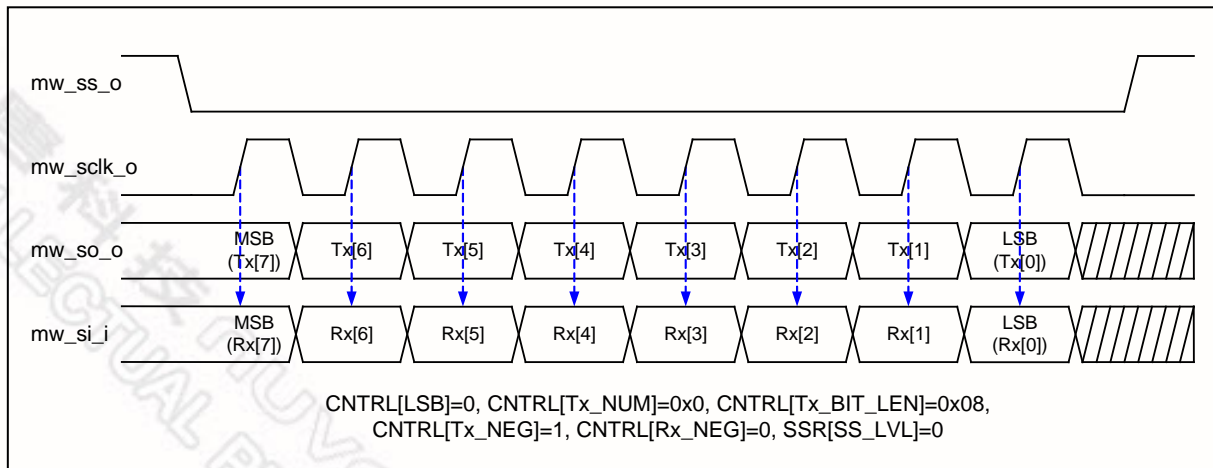 mw_ss_o
mw_sclk_o
mw_so_o
MSB
(Tx[7])
Tx[6]
Tx[5]
Tx[4]
Tx[3]
Tx[2]
Tx[1]
LSB
(Tx[0])
mw_si_i
MSB
(Rx[7])
Rx[6]
Rx[5]
Rx[4]
Rx[3]
Rx[2]
Rx[1]
LSB
(Rx[0])
CNTRL[LSB]=0, CNTRL[Tx_NUM]=0x0, CNTRL[Tx_BIT_LEN]=0x08,
CNTRL[Tx_NEG]=1, CNTRL[Rx_NEG]=0, SSR[SS_LVL]=0